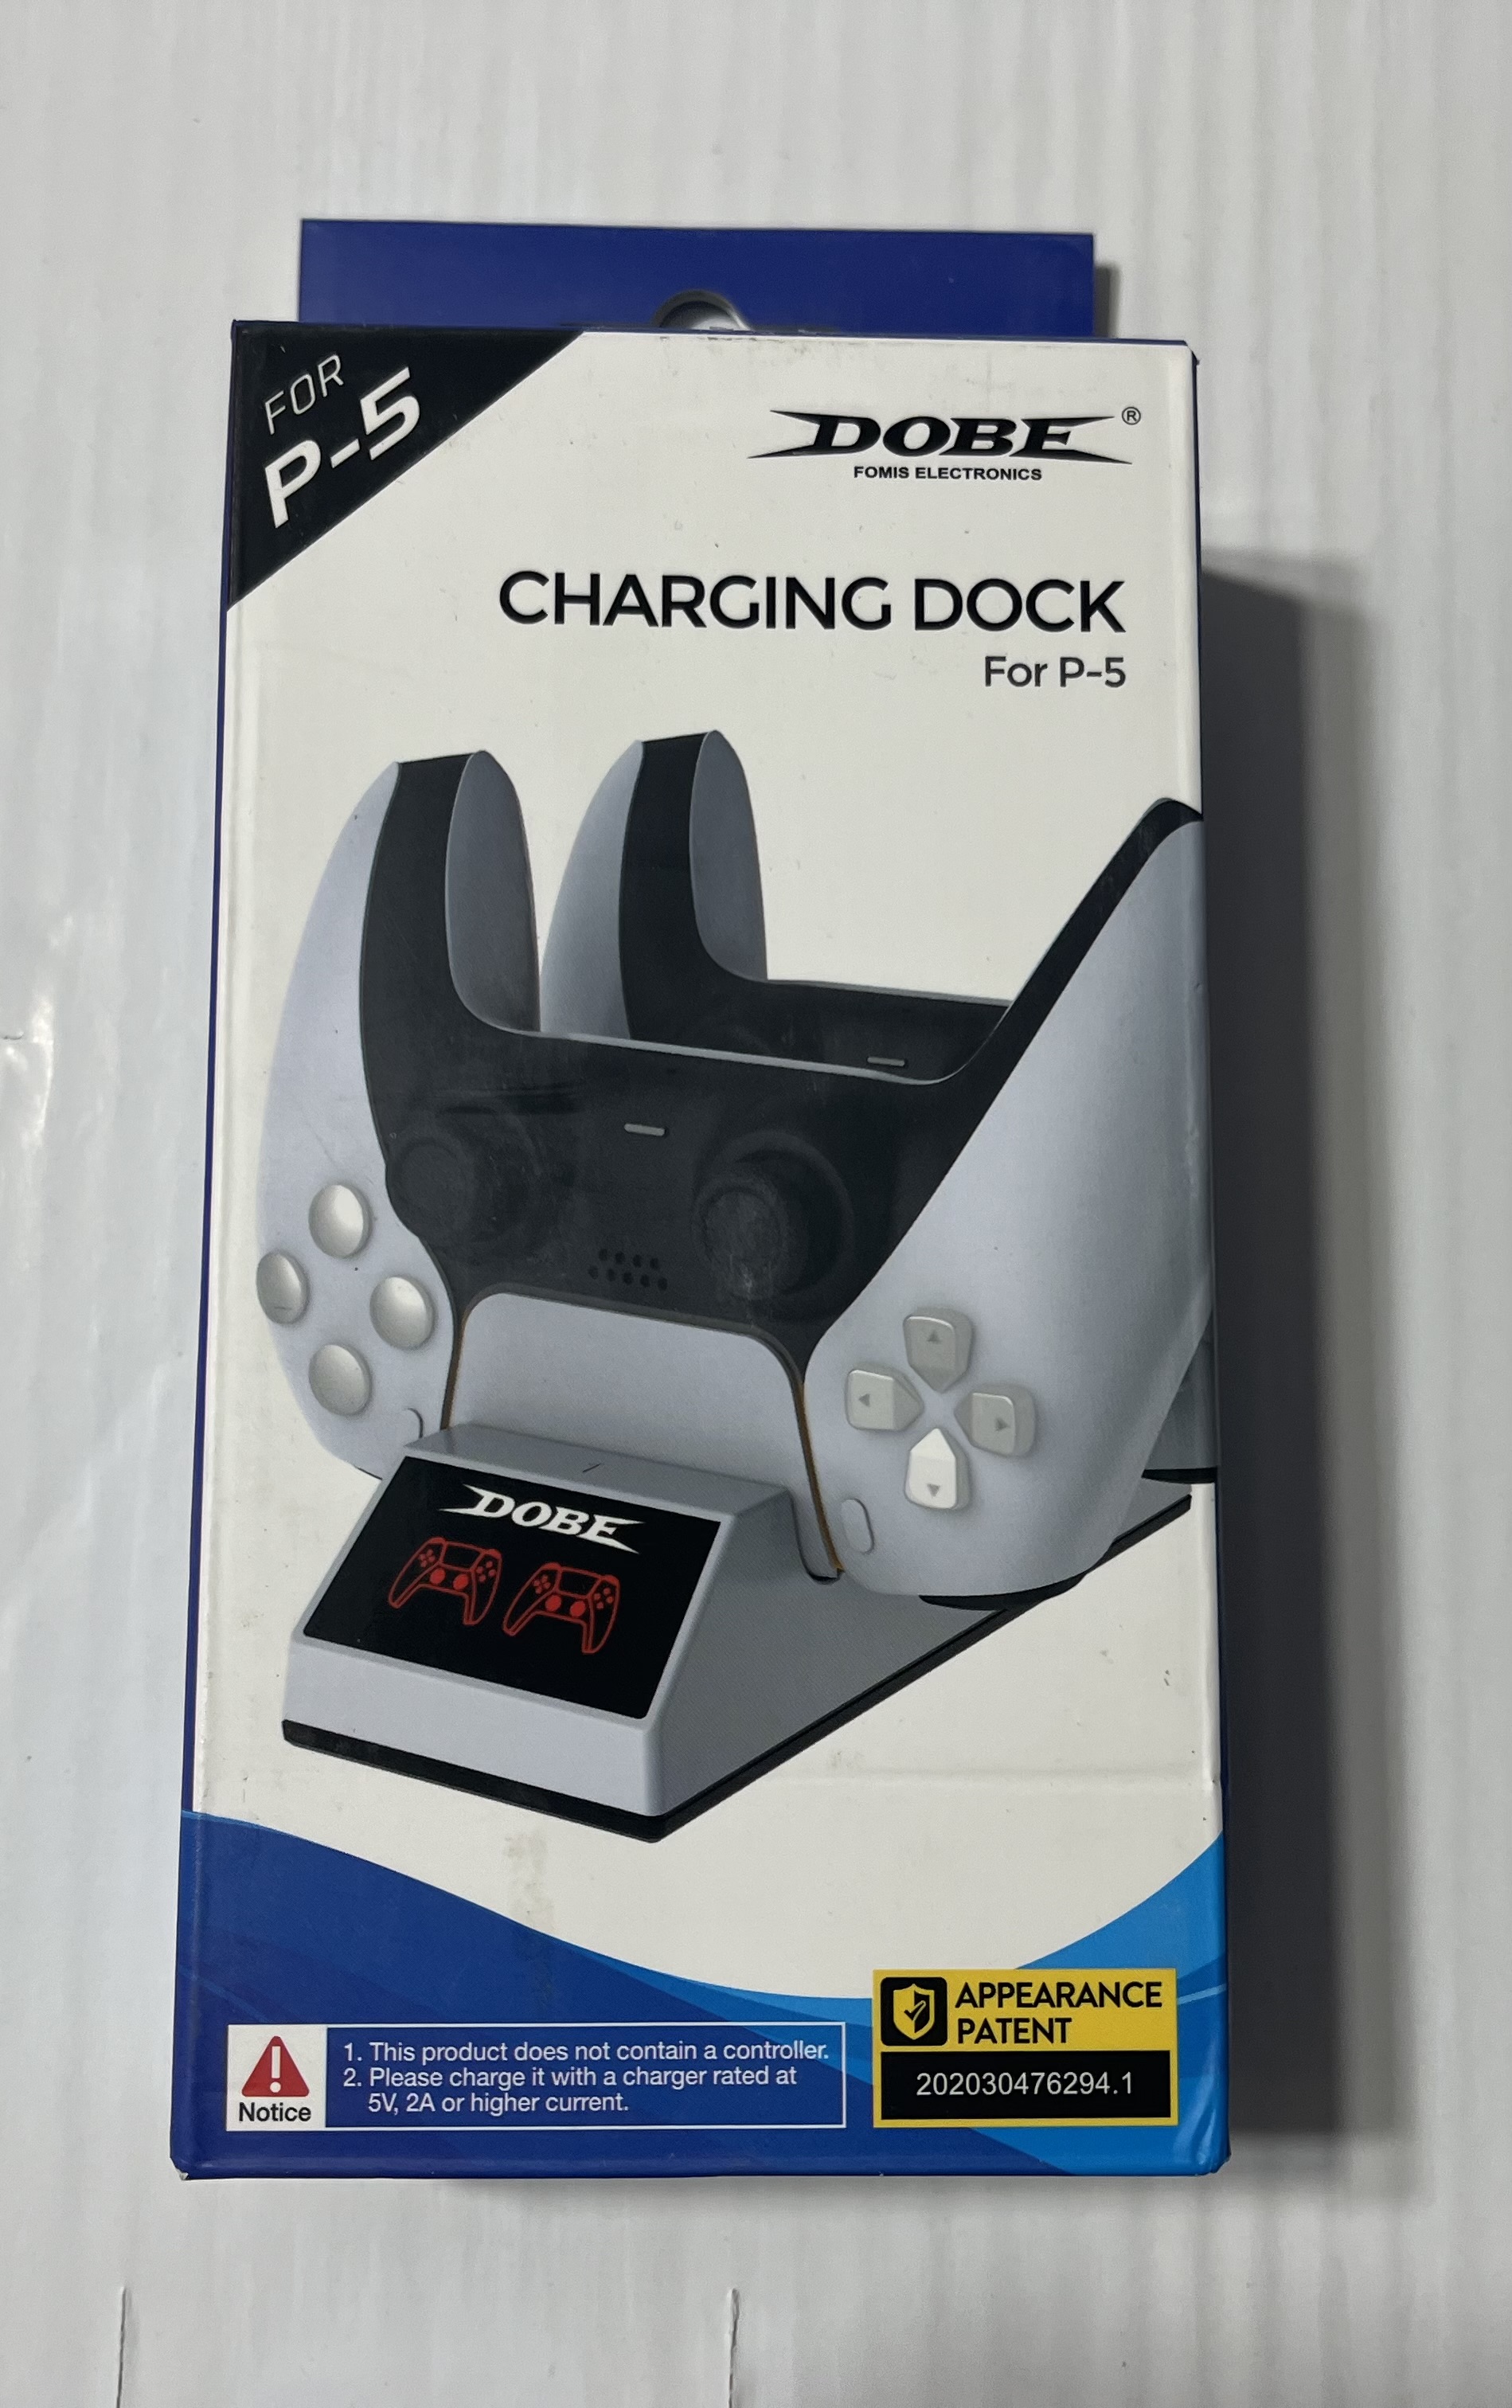 FOR
P-5
DOBE®
FOMIS ELECTRONICS
CHARGING DOCK
For P-5
DOBE
Notice
1. This product does not contain a controller.
2. Please charge it with a charger rated at
5V, 2A or higher current.
APPEARANCE
PATENT
202030476294.1